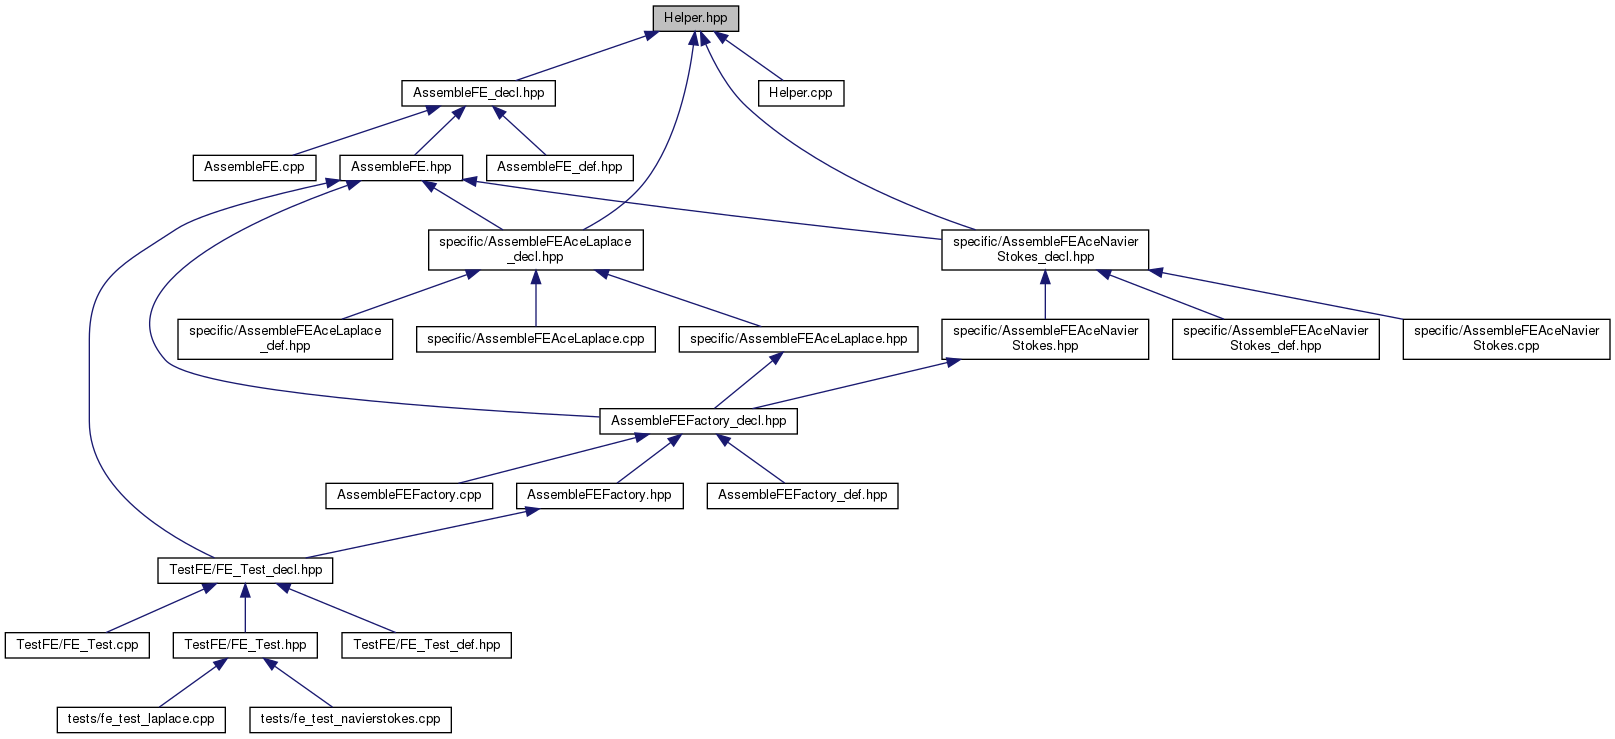 Helper.hpp
AssembleFE_decl.hpp
Helper.cpp
AssembleFE.cpp
AssembleFE.hpp
AssembleFE_def.hpp
specific/AssembleFEAceLaplace
_decl.hpp
specific/AssembleFEAceNavier
Stokes_decl.hpp
specific/AssembleFEAceLaplace
_def.hpp
specific/AssembleFEAceLaplace.cpp
specific/AssembleFEAceLaplace.hpp
specific/AssembleFEAceNavier
Stokes.hpp
specific/AssembleFEAceNavier
Stokes_def.hpp
specific/AssembleFEAceNavier
Stokes.cpp
AssembleFEFactory_decl.hpp
AssembleFEFactory.cpp
AssembleFEFactory.hpp
AssembleFEFactory_def.hpp
TestFE/FE_Test_decl.hpp
TestFE/FE_Test.cpp
TestFE/FE_Test.hpp
TestFE/FE_Test_def.hpp
tests/fe_test_laplace.cpp
tests/fe_test_navierstokes.cpp